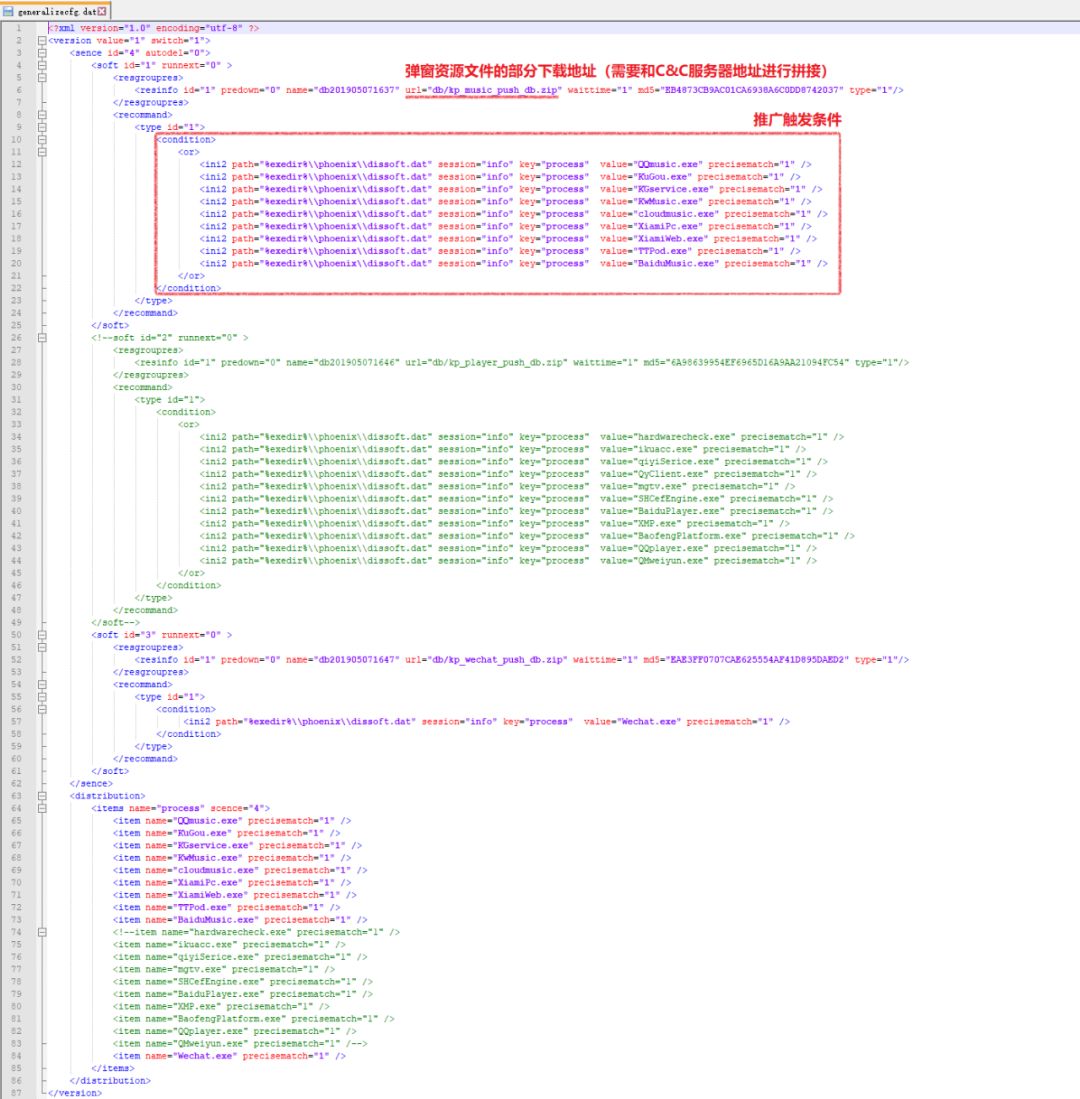 generalizecfg.dat
1 <?xml version="1.0" encoding="utf-8" ?>
2 <version value="1" switch="1">
3 <sence id="4" autodel="0">
4 <soft id="1" runnext="0" >
弹窗资源文件的部分下载地址（需要和C&C服务器地址进行拼接）
5 <resgroupres>
6 <resinfo id="1" predown="0" name="db201905071637" url="db/kp_music_push_db.zip" waittime="1" md5="EB4873CB9AC01CA6938A6C0DD8742037" type="1"/>
7 </resgroupres>
8 <recommand>
推广触发条件
9 <type id="1">
10 <condition>
11 <or>
12 <ini2 path="%exedir%\\phoenix\\dissoft.dat" session="info" key="process" value="QQmusic.exe" precisematch="1" />
13 <ini2 path="%exedir%\\phoenix\\dissoft.dat" session="info" key="process" value="KuGou.exe" precisematch="1" />
14 <ini2 path="%exedir%\\phoenix\\dissoft.dat" session="info" key="process" value="KGservice.exe" precisematch="1" />
15 <ini2 path="%exedir%\\phoenix\\dissoft.dat" session="info" key="process" value="KwMusic.exe" precisematch="1" />
16 <ini2 path="%exedir%\\phoenix\\dissoft.dat" session="info" key="process" value="cloudmusic.exe" precisematch="1" />
17 <ini2 path="%exedir%\\phoenix\\dissoft.dat" session="info" key="process" value="XiamiPc.exe" precisematch="1" />
18 <ini2 path="%exedir%\\phoenix\\dissoft.dat" session="info" key="process" value="XiamiWeb.exe" precisematch="1" />
19 <ini2 path="%exedir%\\phoenix\\dissoft.dat" session="info" key="process" value="TTPod.exe" precisematch="1" />
20 <ini2 path="%exedir%\\phoenix\\dissoft.dat" session="info" key="process" value="BaiduMusic.exe" precisematch="1" />
21 </or>
22 </condition>
23 </type>
24 </recommand>
25 </soft>
26 <!--soft id="2" runnext="0" >
27 <resgroupres>
28 <resinfo id="1" predown="0" name="db201905071646" url="db/kp_player_push_db.zip" waittime="1" md5="6A98639954EF6965D16A9AA21094FC54" type="1"/>
29 </resgroupres>
30 <recommand>
31 <type id="1">
32 <condition>
33 <or>
34 <ini2 path="%exedir%\\phoenix\\dissoft.dat" session="info" key="process" value="hardwarecheck.exe" precisematch="1" />
35 <ini2 path="%exedir%\\phoenix\\dissoft.dat" session="info" key="process" value="ikuacc.exe" precisematch="1" />
36 <ini2 path="%exedir%\\phoenix\\dissoft.dat" session="info" key="process" value="qiyiSerice.exe" precisematch="1" />
37 <ini2 path="%exedir%\\phoenix\\dissoft.dat" session="info" key="process" value="QyClient.exe" precisematch="1" />
38 <ini2 path="%exedir%\\phoenix\\dissoft.dat" session="info" key="process" value="mgtv.exe" precisematch="1" />
39 <ini2 path="%exedir%\\phoenix\\dissoft.dat" session="info" key="process" value="SHCefEngine.exe" precisematch="1" />
40 <ini2 path="%exedir%\\phoenix\\dissoft.dat" session="info" key="process" value="BaiduPlayer.exe" precisematch="1" />
41 <ini2 path="%exedir%\\phoenix\\dissoft.dat" session="info" key="process" value="XMP.exe" precisematch="1" />
42 <ini2 path="%exedir%\\phoenix\\dissoft.dat" session="info" key="process" value="BaofengPlatform.exe" precisematch="1" />
43 <ini2 path="%exedir%\\phoenix\\dissoft.dat" session="info" key="process" value="QQplayer.exe" precisematch="1" />
44 <ini2 path="%exedir%\\phoenix\\dissoft.dat" session="info" key="process" value="QMweiyun.exe" precisematch="1" />
45 </or>
46 </condition>
47 </type>
48 </recommand>
49 </soft-->
50 <soft id="3" runnext="0" >
51 <resgroupres>
52 <resinfo id="1" predown="0" name="db201905071647" url="db/kp_wechat_push_db.zip" waittime="1" md5="EAE3FF0707CAE625554AF41D895DAED2" type="1"/>
53 </resgroupres>
54 <recommand>
55 <type id="1">
56 <condition>
57 <ini2 path="%exedir%\\phoenix\\dissoft.dat" session="info" key="process" value="Wechat.exe" precisematch="1" />
58 </condition>
59 </type>
60 </recommand>
61 </soft>
62 </sence>
63 <distribution>
64 <items name="process" scence="4">
65 <item name="QQmusic.exe" precisematch="1" />
66 <item name="KuGou.exe" precisematch="1" />
67 <item name="KGservice.exe" precisematch="1" />
68 <item name="KwMusic.exe" precisematch="1" />
69 <item name="cloudmusic.exe" precisematch="1" />
70 <item name="XiamiPc.exe" precisematch="1" />
71 <item name="XiamiWeb.exe" precisematch="1" />
72 <item name="TTPod.exe" precisematch="1" />
73 <item name="BaiduMusic.exe" precisematch="1" />
74 <!--item name="hardwarecheck.exe" precisematch="1" />
75 <item name="ikuacc.exe" precisematch="1" />
76 <item name="qiyiSerice.exe" precisematch="1" />
77 <item name="mgtv.exe" precisematch="1" />
78 <item name="SHCefEngine.exe" precisematch="1" />
79 <item name="BaiduPlayer.exe" precisematch="1" />
80 <item name="XMP.exe" precisematch="1" />
81 <item name="BaofengPlatform.exe" precisematch="1" />
82 <item name="QQplayer.exe" precisematch="1" />
83 <item name="QMweiyun.exe" precisematch="1" /-->
84 <item name="Wechat.exe" precisematch="1" />
85 </items>
86 </distribution>
87 </version>